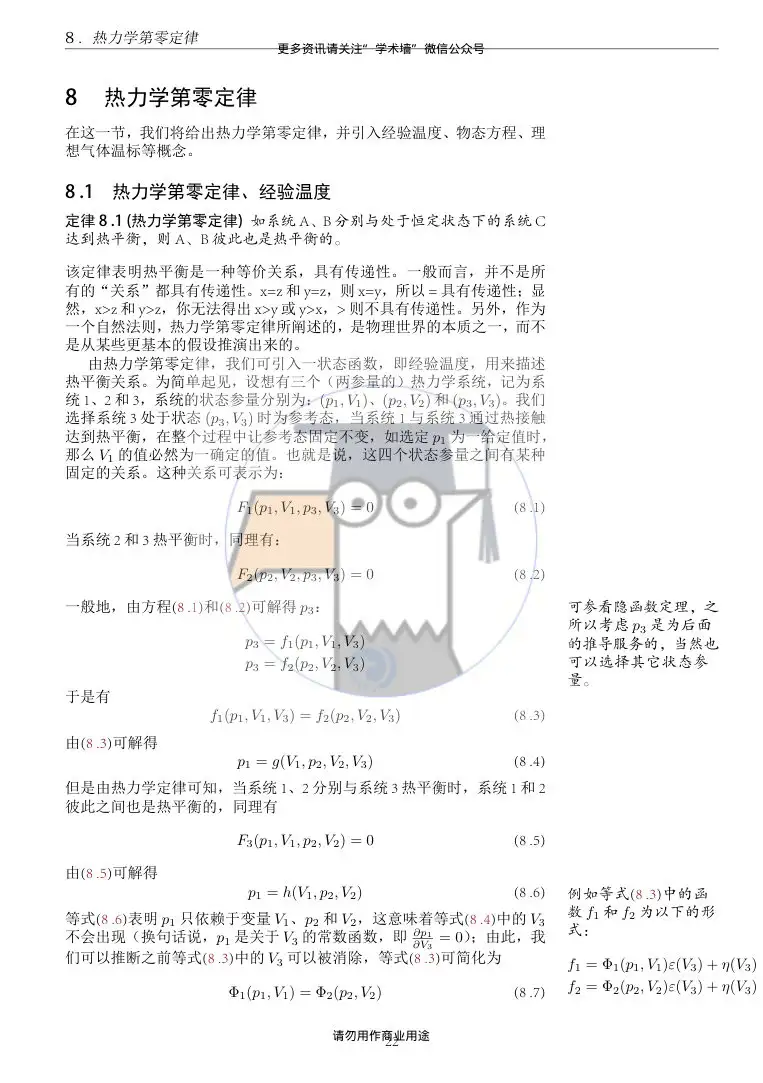 8 . 热力学第零定律
更多资讯请关注“学术墙”微信公众号
8 热力学第零定律
在这一节，我们将给出热力学第零定律，并引入经验温度、物态方程、理
想气体温标等概念。
8 .1 热力学第零定律、经验温度
定律 8 .1 (热力学第零定律) 如系统 A、B 分别与处于恒定状态下的系统 C
达到热平衡，则 A、B 彼此也是热平衡的。
该定律表明热平衡是一种等价关系，具有传递性。一般而言，并不是所
有的“关系”都具有传递性。x=z 和 y=z，则 x=y，所以 = 具有传递性；显
然，x>z 和 y>z，你无法得出 x>y 或 y>x，> 则不具有传递性。另外，作为
一个自然法则，热力学第零定律所阐述的，是物理世界的本质之一，而不
是从某些更基本的假设推演出来的。
由热力学第零定律，我们可引入一状态函数，即经验温度，用来描述
热平衡关系。为简单起见，设想有三个（两参量的）热力学系统，记为系
统 1、2 和 3，系统的状态参量分别为：(p₁, V₁)、(p₂, V₂) 和 (p₃, V₃)。我们
选择系统 3 处于状态 (p₃, V₃) 时为参考态，当系统 1 与系统 3 通过热接触
达到热平衡，在整个过程中让参考态固定不变，如选定 p₁ 为一给定值时，
那么 V₁ 的值必然为一确定的值。也就是说，这四个状态参量之间有某种
固定的关系。这种关系可表示为：
F₁(p₁, V₁, p₃, V₃) = 0 (8 .1)
当系统 2 和 3 热平衡时，同理有：
F₂(p₂, V₂, p₃, V₃) = 0 (8 .2)
一般地，由方程(8 .1)和(8 .2)可解得 p₃：
p₃ = f₁(p₁, V₁, V₃)
p₃ = f₂(p₂, V₂, V₃)
于是有
f₁(p₁, V₁, V₃) = f₂(p₂, V₂, V₃) (8 .3)
由(8 .3)可解得
p₁ = g(V₁, p₂, V₂, V₃) (8 .4)
但是由热力学定律可知，当系统 1、2 分别与系统 3 热平衡时，系统 1 和 2
彼此之间也是热平衡的，同理有
F₃(p₁, V₁, p₂, V₂) = 0 (8 .5)
由(8 .5)可解得
p₁ = h(V₁, p₂, V₂) (8 .6)
等式(8 .6)表明 p₁ 只依赖于变量 V₁、p₂ 和 V₂，这意味着等式(8 .4)中的 V₃
不会出现（换句话说，p₁ 是关于 V₃ 的常数函数，即 ∂p₁/∂V₃ = 0）；由此，我
们可以推断之前等式(8 .3)中的 V₃ 可以被消除，等式(8 .3)可简化为
Φ₁(p₁, V₁) = Φ₂(p₂, V₂) (8 .7)
可参看隐函数定理，之
所以考虑 p₃ 是为后面
的推导服务的，当然也
可以选择其它状态参
量。
例如等式(8 .3)中的函
数 f₁ 和 f₂ 为以下的形
式：
f₁ = Φ₁(p₁, V₁)ε(V₃) + η(V₃)
f₂ = Φ₂(p₂, V₂)ε(V₃) + η(V₃)
请勿用作商业用途
22